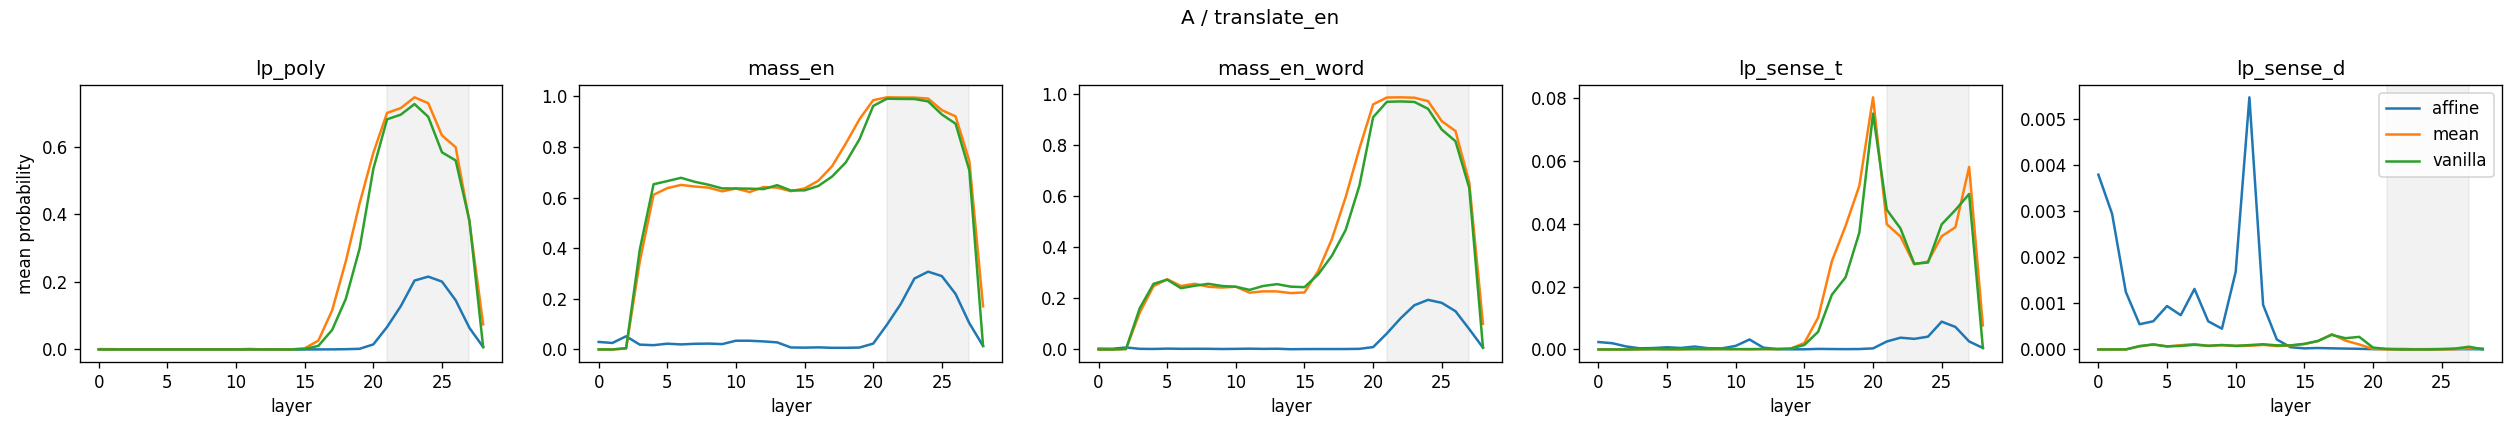 A / translate_en
lp_poly
mass_en
mass_en_word
lp_sense_t
lp_sense_d
mean probability
0.6
0.4
0.2
0.0
0 5 10 15 20 25
layer
1.0
0.8
0.6
0.4
0.2
0.0
0 5 10 15 20 25
layer
1.0
0.8
0.6
0.4
0.2
0.0
0 5 10 15 20 25
layer
0.08
0.06
0.04
0.02
0.00
0 5 10 15 20 25
layer
0.005
0.004
0.003
0.002
0.001
0.000
0 5 10 15 20 25
layer
affine
mean
vanilla